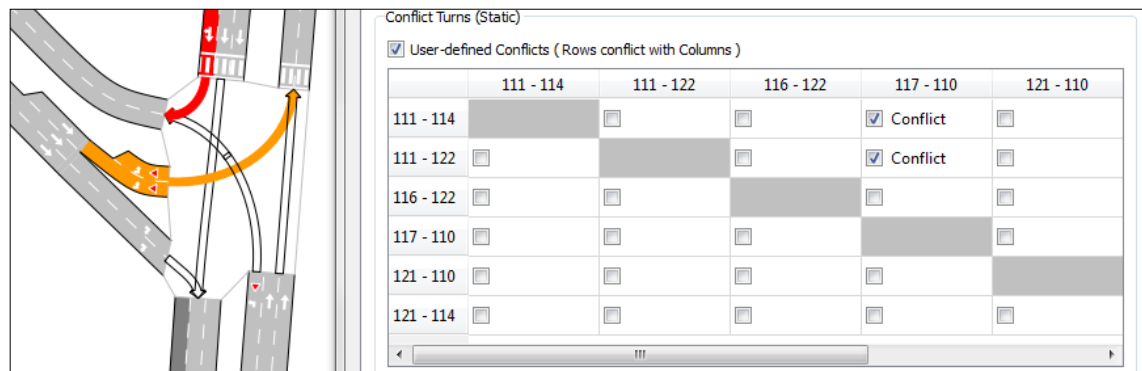 Conflict Turns (Static)
User-defined Conflicts ( Rows conflict with Columns )
111 - 114 111 - 122 116 - 122 117 - 110 121 - 110
111 - 114 Conflict
111 - 122 Conflict
116 - 122
117 - 110
121 - 110
121 - 114